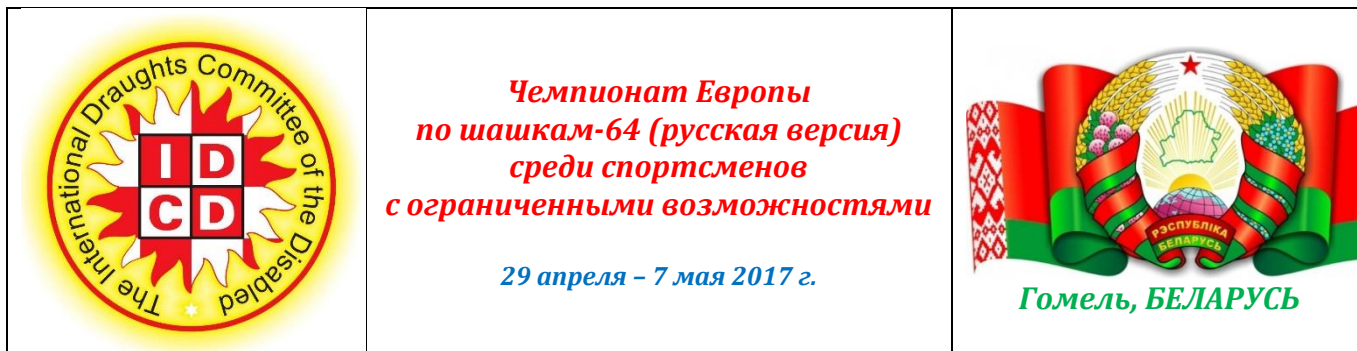 The International Draughts Committee of the Disabled
I D
C D
Чемпионат Европы
по шашкам-64 (русская версия)
среди спортсменов
с ограниченными возможностями
29 апреля – 7 мая 2017 г.
РЭСПУБЛІКА
БЕЛАРУСЬ
Гомель, БЕЛАРУСЬ